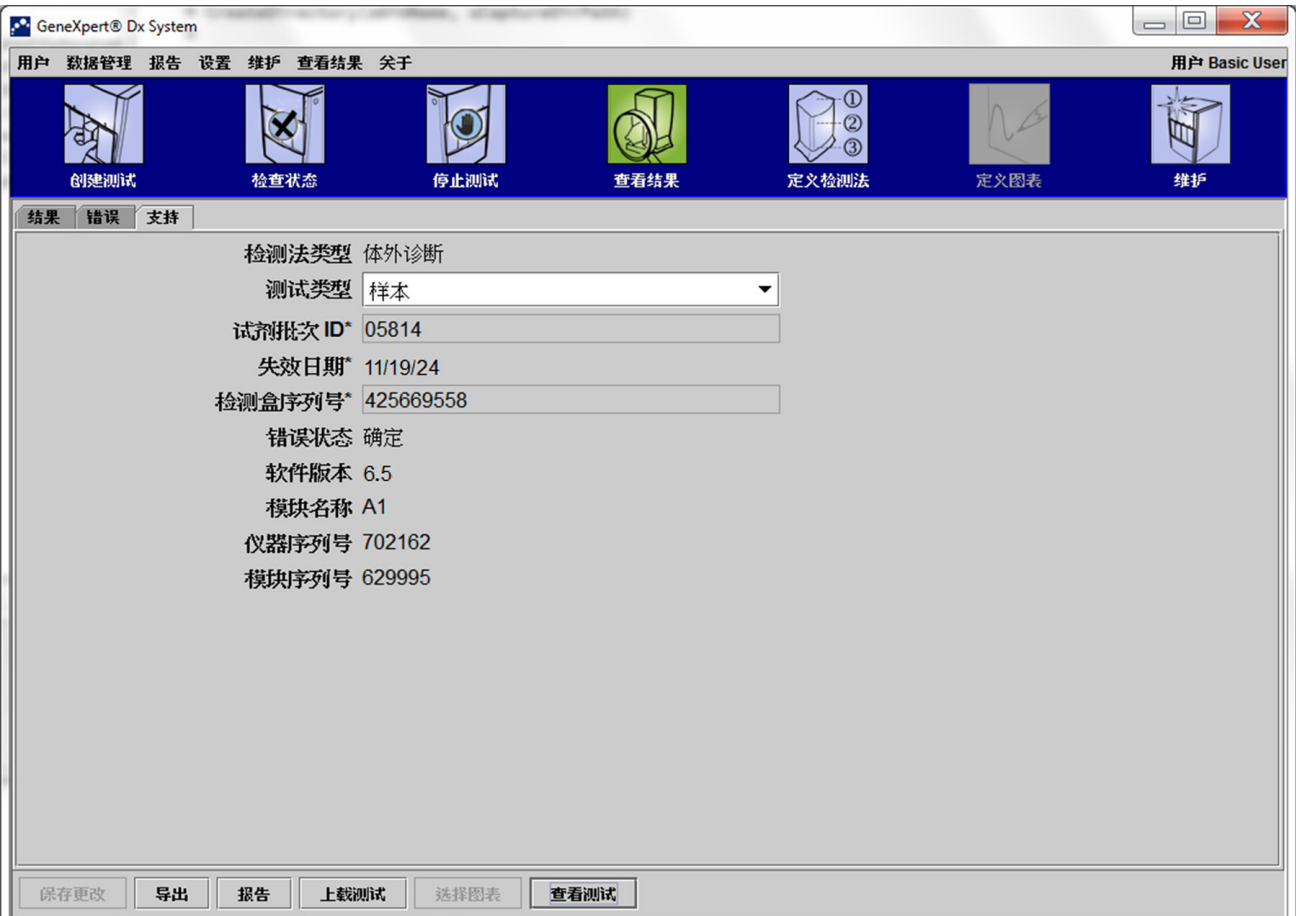 GeneXpert® Dx System
用户 数据管理 报告 设置 维护 查看结果 关于 用户 Basic User
创建测试 检查状态 停止测试 查看结果 定义检测法 定义图表 维护
结果 错误 支持
检测法类型 体外诊断
测试类型 样本
试剂批次 ID* 05814
失效日期* 11/19/24
检测盒序列号* 425669558
错误状态 确定
软件版本 6.5
模块名称 A1
仪器序列号 702162
模块序列号 629995
保存更改 导出 报告 上载测试 选择图表 查看测试